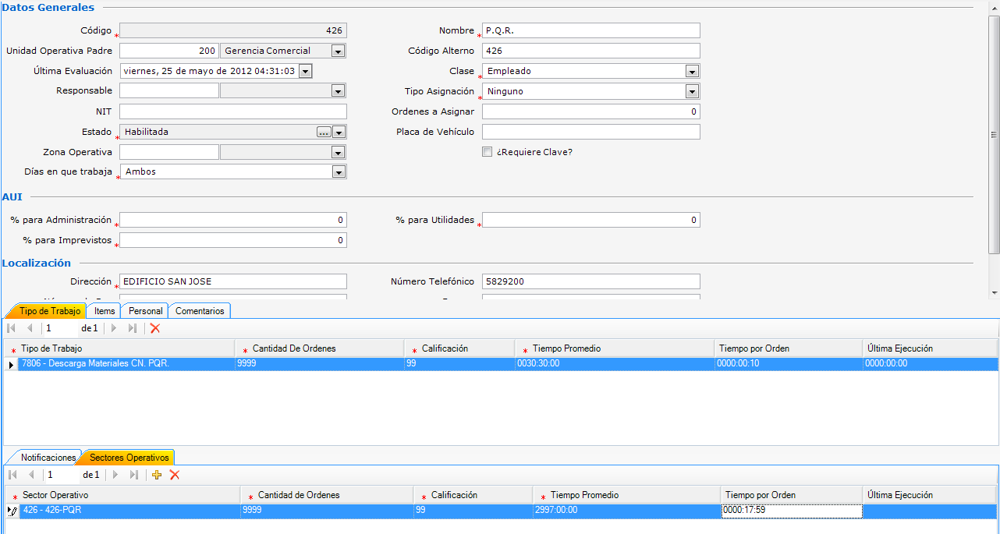 Datos Generales
Código * 426 Nombre * P.Q.R.
Unidad Operativa Padre 200 Gerencia Comercial Código Alterno 426
Última Evaluación viernes, 25 de mayo de 2012 04:31:03 Clase * Empleado
Responsable Tipo Asignación * Ninguno
NIT Ordenes a Asignar 0
Estado * Habilitada ... Placa de Vehículo
Zona Operativa ¿Requiere Clave?
Días en que trabaja * Ambos
AUI
% para Administración * 0 % para Utilidades * 0
% para Imprevistos * 0
Localización
Dirección * EDIFICIO SAN JOSE Número Telefónico 5829200
Tipo de Trabajo Items Personal Comentarios
1 de 1
* Tipo de Trabajo * Cantidad De Ordenes * Calificación * Tiempo Promedio Tiempo por Orden Última Ejecución
7806 - Descarga Materiales CN. PQR. 9999 99 0030:30:00 0000:00:10 0000:00:00
Notificaciones Sectores Operativos
1 de 1
* Sector Operativo * Cantidad de Ordenes * Calificación * Tiempo Promedio Tiempo por Orden Última Ejecución
426 - 426-PQR 9999 99 2997:00:00 0000:17:59